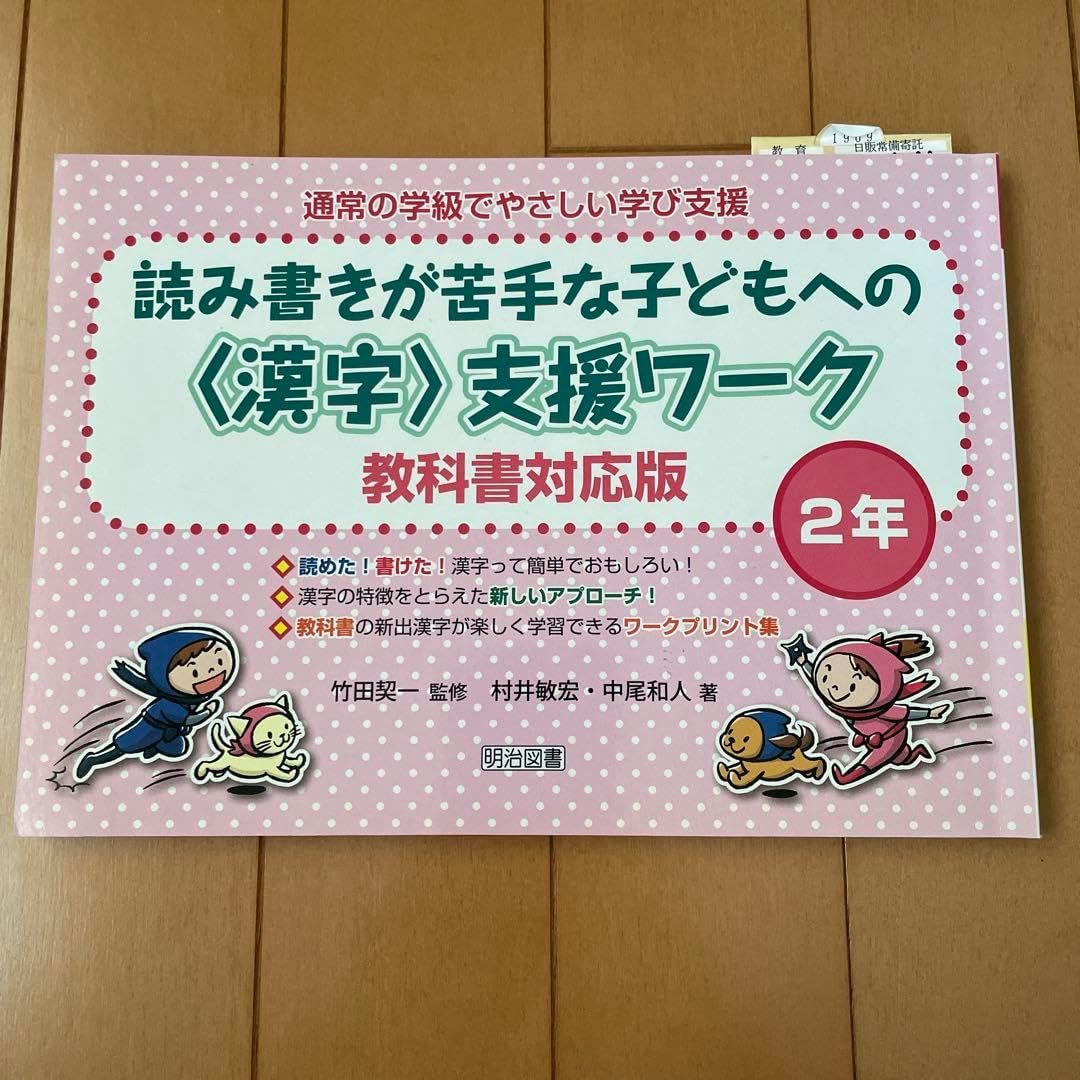 1909
教育
日販常備寄託
通常の学級でやさしい学び支援
読み書きが苦手な子どもへの
〈漢字〉支援ワーク
教科書対応版
2年
読めた!書けた!漢字って簡単でおもしろい!
漢字の特徴をとらえた新しいアプローチ!
教科書の新出漢字が楽しく学習できるワークプリント集
竹田契一 監修 村井敏宏・中尾和人 著
明治図書